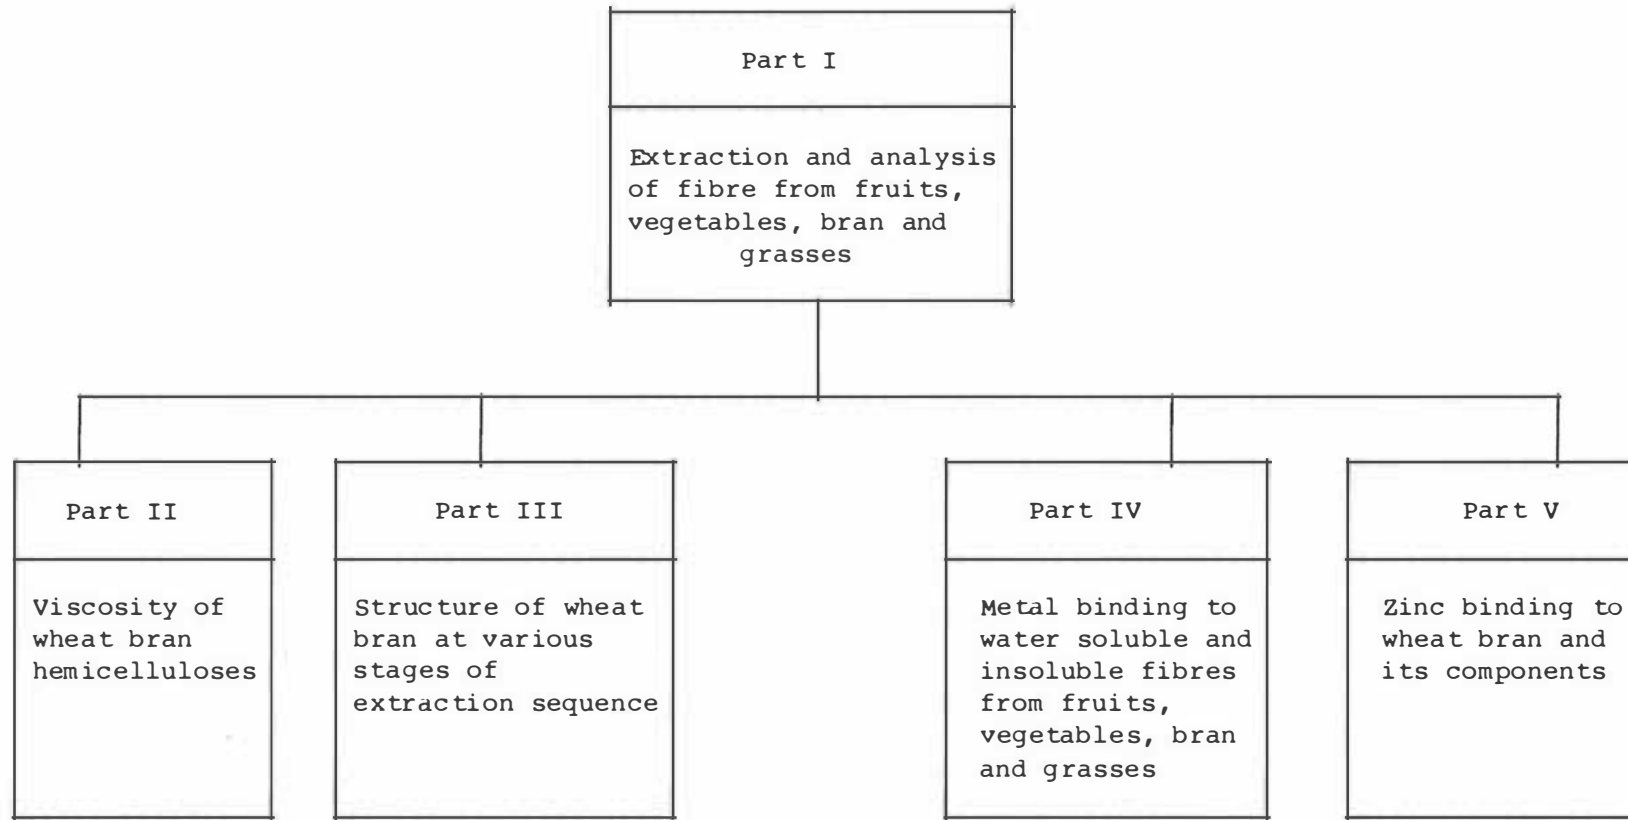 Part I
Extraction and analysis
of fibre from fruits,
vegetables, bran and
grasses
Part II
Viscosity of
wheat bran
hemicelluloses
Part III
Structure of wheat
bran at various
stages of
extraction sequence
Part IV
Metal binding to
water soluble and
insoluble fibres
from fruits,
vegetables, bran
and grasses
Part V
Zinc binding to
wheat bran and
its components